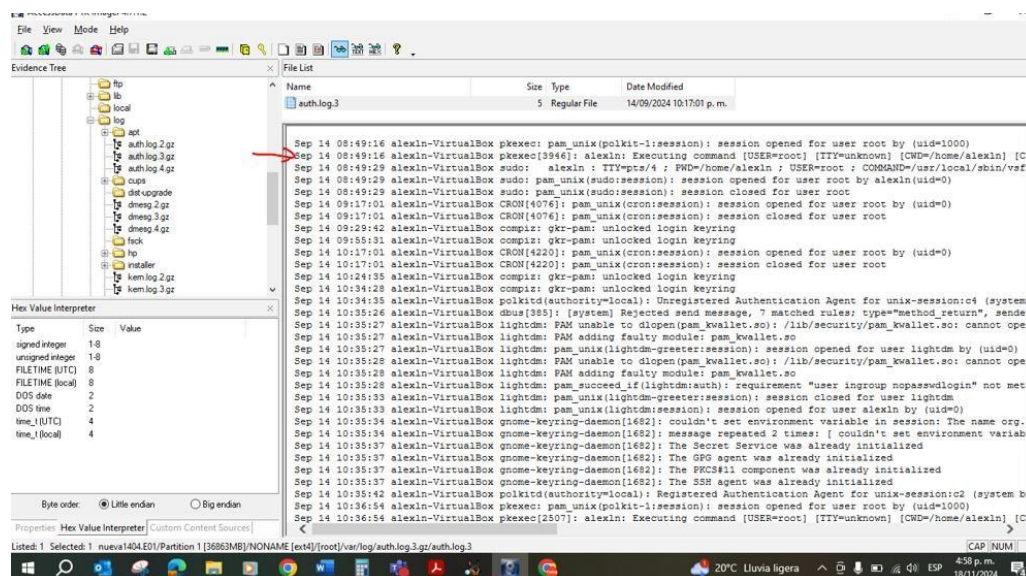 File View Mode Help
Evidence Tree
ftp
lib
local
log
apt
auth.log.2.gz
auth.log.3.gz
auth.log.4.gz
cups
dist-upgrade
dmesg.2.gz
dmesg.3.gz
dmesg.4.gz
fsck
hp
installer
kern.log.2.gz
kern.log.3.gz
Hex Value Interpreter
Type Size Value
signed integer 1-8
unsigned integer 1-8
FILETIME (UTC) 8
FILETIME (local) 8
DOS date 2
DOS time 2
time_t (UTC) 4
time_t (local) 4
Byte order: Little endian Big endian
Properties Hex Value Interpreter Custom Content Sources
File List
Name Size Type Date Modified
auth.log.3 5 Regular File 14/09/2024 10:17:01 p. m.
Sep 14 08:49:16 alexln-VirtualBox pkexec: pam_unix(polkit-1:session): session opened for user root by (uid=1000)
Sep 14 08:49:16 alexln-VirtualBox pkexec[3946]: alexln: Executing command [USER=root] [TTY=unknown] [CWD=/home/alexln] [C
Sep 14 08:49:29 alexln-VirtualBox sudo: alexln : TTY=pts/4 ; PWD=/home/alexln ; USER=root ; COMMAND=/usr/local/sbin/vsf
Sep 14 08:49:29 alexln-VirtualBox sudo: pam_unix(sudo:session): session opened for user root by alexln(uid=0)
Sep 14 08:49:29 alexln-VirtualBox sudo: pam_unix(sudo:session): session closed for user root
Sep 14 09:17:01 alexln-VirtualBox CRON[4076]: pam_unix(cron:session): session opened for user root by (uid=0)
Sep 14 09:17:01 alexln-VirtualBox CRON[4076]: pam_unix(cron:session): session closed for user root
Sep 14 09:29:42 alexln-VirtualBox compiz: gkr-pam: unlocked login keyring
Sep 14 09:55:31 alexln-VirtualBox compiz: gkr-pam: unlocked login keyring
Sep 14 10:17:01 alexln-VirtualBox CRON[4220]: pam_unix(cron:session): session opened for user root by (uid=0)
Sep 14 10:17:01 alexln-VirtualBox CRON[4220]: pam_unix(cron:session): session closed for user root
Sep 14 10:24:35 alexln-VirtualBox compiz: gkr-pam: unlocked login keyring
Sep 14 10:34:28 alexln-VirtualBox compiz: gkr-pam: unlocked login keyring
Sep 14 10:34:35 alexln-VirtualBox polkitd(authority=local): Unregistered Authentication Agent for unix-session:c4 (system
Sep 14 10:35:26 alexln-VirtualBox dbus[385]: [system] Rejected send message, 7 matched rules; type="method_return", sende
Sep 14 10:35:27 alexln-VirtualBox lightdm: PAM unable to dlopen(pam_kwallet.so): /lib/security/pam_kwallet.so: cannot ope
Sep 14 10:35:27 alexln-VirtualBox lightdm: PAM adding faulty module: pam_kwallet.so
Sep 14 10:35:27 alexln-VirtualBox lightdm: pam_unix(lightdm-greeter:session): session opened for user lightdm by (uid=0)
Sep 14 10:35:28 alexln-VirtualBox lightdm: PAM unable to dlopen(pam_kwallet.so): /lib/security/pam_kwallet.so: cannot ope
Sep 14 10:35:28 alexln-VirtualBox lightdm: PAM adding faulty module: pam_kwallet.so
Sep 14 10:35:28 alexln-VirtualBox lightdm: pam_succeed_if(lightdm:auth): requirement "user ingroup nopasswdlogin" not met
Sep 14 10:35:33 alexln-VirtualBox lightdm: pam_unix(lightdm-greeter:session): session closed for user lightdm
Sep 14 10:35:33 alexln-VirtualBox lightdm: pam_unix(lightdm:session): session opened for user alexln by (uid=0)
Sep 14 10:35:34 alexln-VirtualBox gnome-keyring-daemon[1682]: couldn't set environment variable in session: The name org.
Sep 14 10:35:34 alexln-VirtualBox gnome-keyring-daemon[1682]: message repeated 2 times: [ couldn't set environment variab
Sep 14 10:35:37 alexln-VirtualBox gnome-keyring-daemon[1682]: The Secret Service was already initialized
Sep 14 10:35:37 alexln-VirtualBox gnome-keyring-daemon[1682]: The GPG agent was already initialized
Sep 14 10:35:37 alexln-VirtualBox gnome-keyring-daemon[1682]: The PKCS#11 component was already initialized
Sep 14 10:35:37 alexln-VirtualBox gnome-keyring-daemon[1682]: The SSH agent was already initialized
Sep 14 10:35:42 alexln-VirtualBox polkitd(authority=local): Registered Authentication Agent for unix-session:c2 (system b
Sep 14 10:36:54 alexln-VirtualBox pkexec: pam_unix(polkit-1:session): session opened for user root by (uid=1000)
Sep 14 10:36:54 alexln-VirtualBox pkexec[2507]: alexln: Executing command [USER=root] [TTY=unknown] [CWD=/home/alexln] [C
Listed: 1 Selected: 1 nueva1404.E01/Partition 1 [36863MB]/NONAME [ext4]/[root]/var/log/auth.log.3.gz/auth.log.3
CAP NUM
20°C Lluvia ligera
ESP
4:58 p. m.
18/11/2024